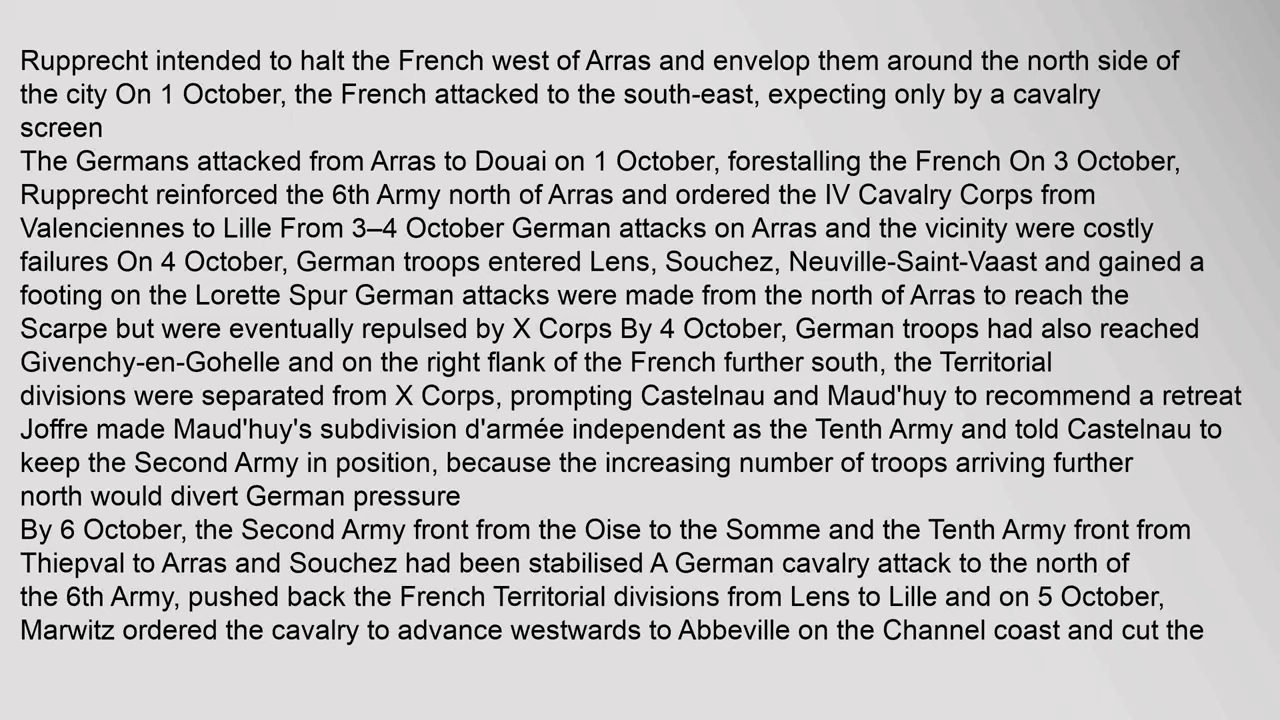 Rupprecht intended to halt the French west of Arras and envelop them around the north side of
the city On 1 October, the French attacked to the south-east, expecting only by a cavalry
screen
The Germans attacked from Arras to Douai on 1 October, forestalling the French On 3 October,
Rupprecht reinforced the 6th Army north of Arras and ordered the IV Cavalry Corps from
Valenciennes to Lille From 3–4 October German attacks on Arras and the vicinity were costly
failures On 4 October, German troops entered Lens, Souchez, Neuville-Saint-Vaast and gained a
footing on the Lorette Spur German attacks were made from the north of Arras to reach the
Scarpe but were eventually repulsed by X Corps By 4 October, German troops had also reached
Givenchy-en-Gohelle and on the right flank of the French further south, the Territorial
divisions were separated from X Corps, prompting Castelnau and Maud'huy to recommend a retreat
Joffre made Maud'huy's subdivision d'armée independent as the Tenth Army and told Castelnau to
keep the Second Army in position, because the increasing number of troops arriving further
north would divert German pressure
By 6 October, the Second Army front from the Oise to the Somme and the Tenth Army front from
Thiepval to Arras and Souchez had been stabilised A German cavalry attack to the north of
the 6th Army, pushed back the French Territorial divisions from Lens to Lille and on 5 October,
Marwitz ordered the cavalry to advance westwards to Abbeville on the Channel coast and cut the